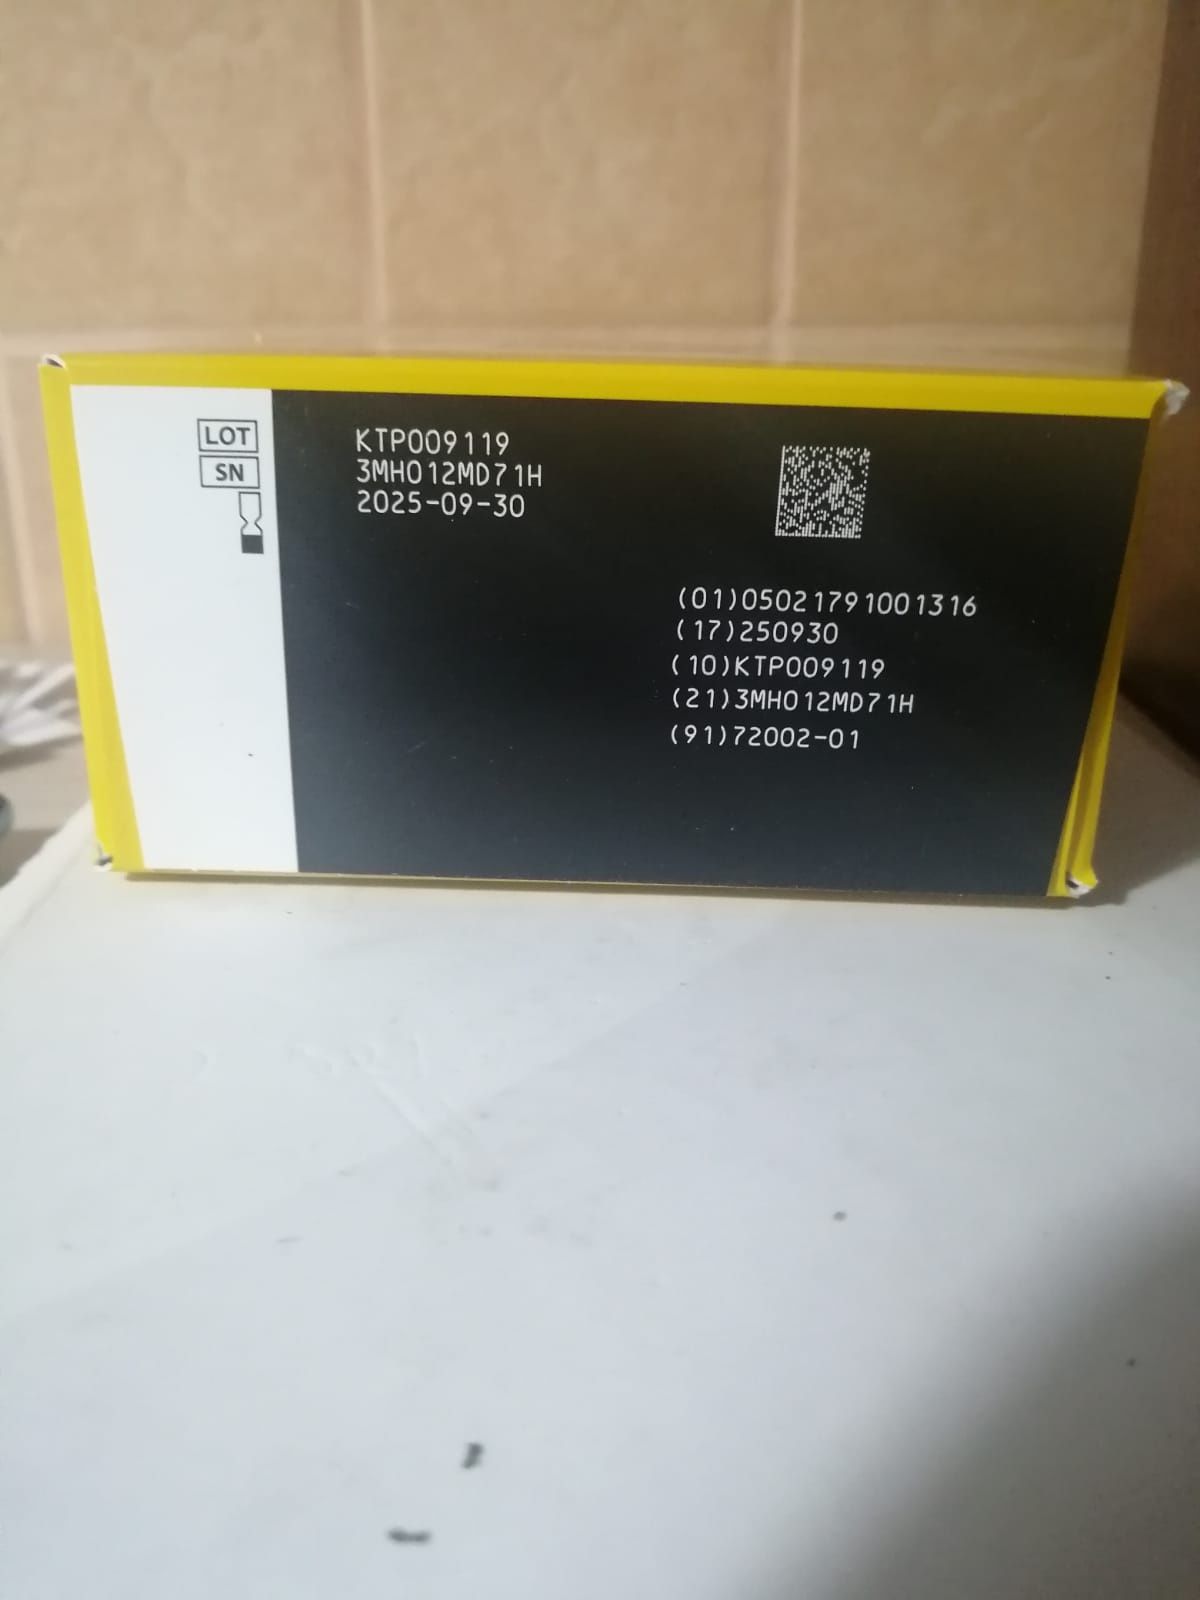 LOT
SN
KTP009119
3MH012MD71H
2025-09-30
(01)05021791001316
(17)250930
(10)KTP009119
(21)3MH012MD71H
(91)72002-01